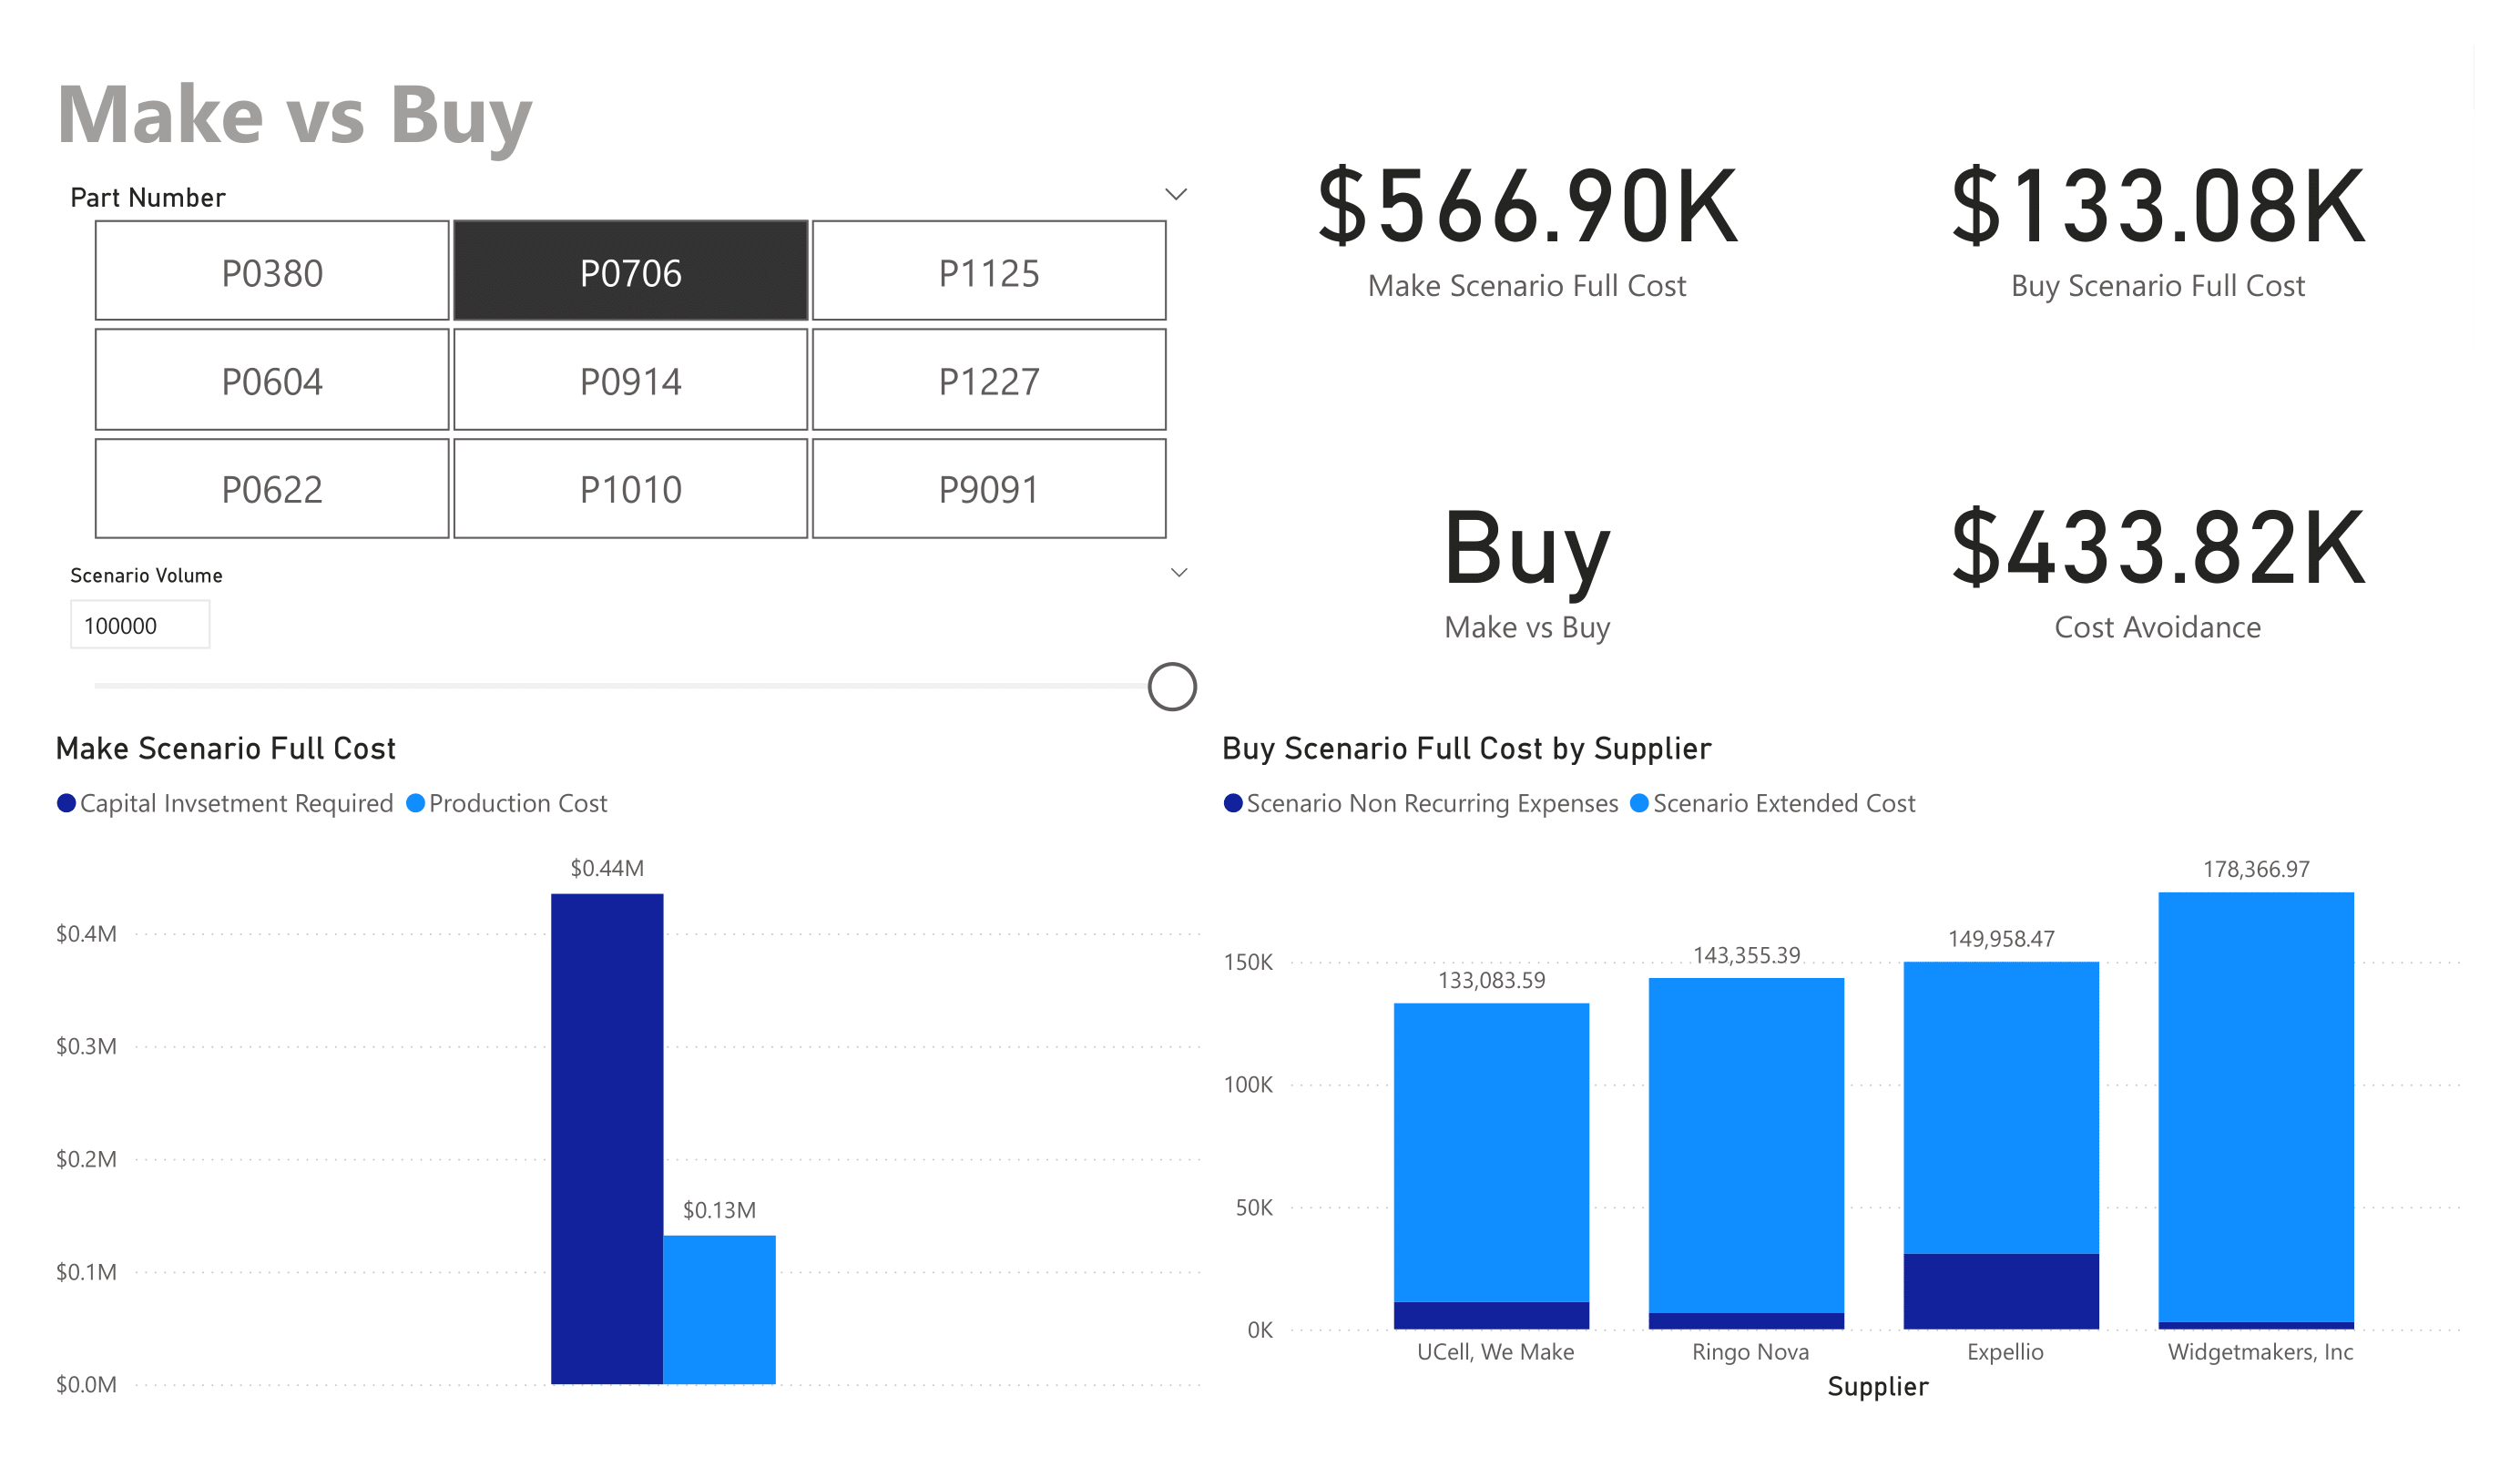 Make vs Buy
Part Number
P0380 P0706 P1125
P0604 P0914 P1227
P0622 P1010 P9091
Scenario Volume
100000
$566.90K
Make Scenario Full Cost
$133.08K
Buy Scenario Full Cost
Buy
Make vs Buy
$433.82K
Cost Avoidance
Make Scenario Full Cost
Capital Invsetment Required Production Cost
$0.44M
$0.4M
$0.3M
$0.2M
$0.13M
$0.1M
$0.0M
Buy Scenario Full Cost by Supplier
Scenario Non Recurring Expenses Scenario Extended Cost
178,366.97
149,958.47
143,355.39
133,083.59
150K
100K
50K
0K
UCell, We Make Ringo Nova Expellio Widgetmakers, Inc
Supplier